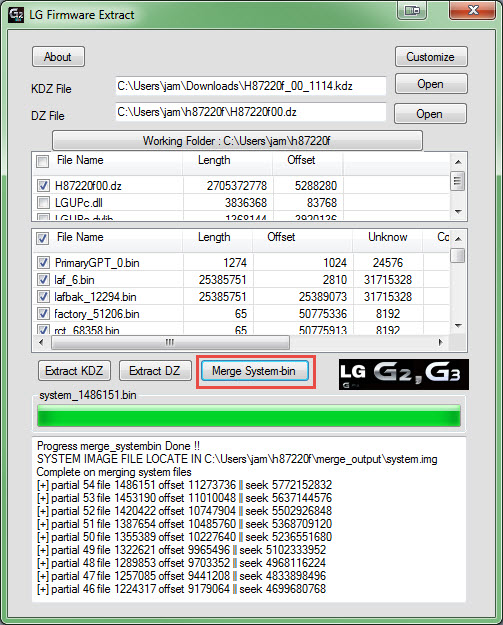 G2 LG Firmware Extract
About
Customize
KDZ File C:\Users\jam\Downloads\H87220f_00_1114.kdz Open
DZ File C:\Users\jam\h87220f\H87220f00.dz Open
Working Folder : C:\Users\jam\h87220f
File Name Length Offset
H87220f00.dz 2705372778 5288280
LGUPc.dll 3836368 83768
LGUPc.dylib 1368144 3920136
File Name Length Offset Unknow Co
PrimaryGPT_0.bin 1274 1024 24576
laf_6.bin 25385751 2810 31715328
lafbak_12294.bin 25385751 25389073 31715328
factory_51206.bin 65 50775336 8192
rct_68358.bin 65 50775913 8192
Extract KDZ Extract DZ Merge System-bin LG G2,G3
system_1486151.bin
Progress merge_systembin Done !!
SYSTEM IMAGE FILE LOCATE IN C:\Users\jam\h87220f\merge_output\system.img
Complete on merging system files
[+] partial 54 file 1486151 offset 11273736 seek 5772152832
[+] partial 53 file 1453190 offset 11010048 seek 5637144576
[+] partial 52 file 1420422 offset 10747904 seek 5502926848
[+] partial 51 file 1387654 offset 10485760 seek 5368709120
[+] partial 50 file 1355389 offset 10227640 seek 5236551680
[+] partial 49 file 1322621 offset 9965496 seek 5102333952
[+] partial 48 file 1289853 offset 9703352 seek 4968116224
[+] partial 47 file 1257085 offset 9441208 seek 4833898496
[+] partial 46 file 1224317 offset 9179064 seek 4699680768